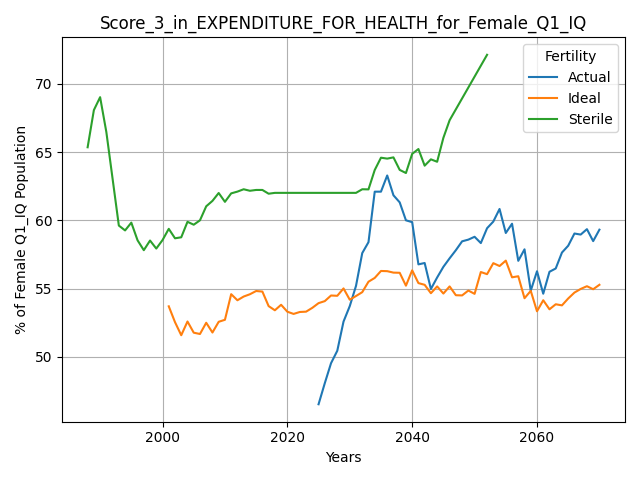 Score_3_in_EXPENDITURE_FOR_HEALTH_for_Female_Q1_IQ
Fertility
Actual
Ideal
Sterile
% of Female Q1_IQ Population
70
65
60
55
50
2000
2020
2040
2060
Years